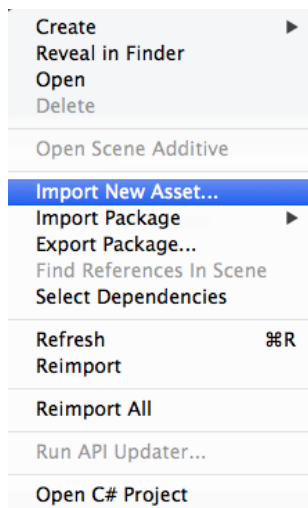 Create ▶
Reveal in Finder
Open
Delete
Open Scene Additive
Import New Asset...
Import Package ▶
Export Package...
Find References In Scene
Select Dependencies
Refresh ⌘R
Reimport
Reimport All
Run API Updater...
Open C# Project